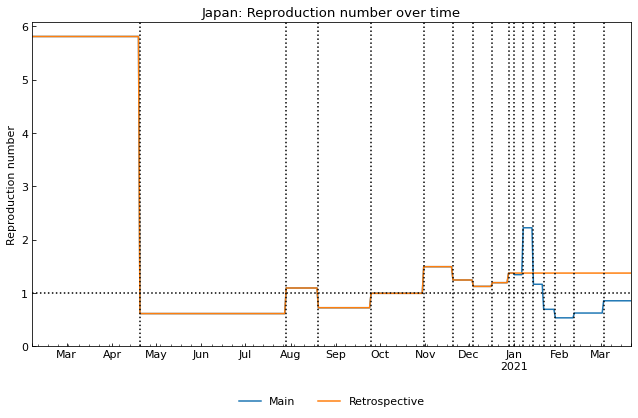 Japan: Reproduction number over time
Reproduction number
6
5
4
3
2
1
0
Mar Apr May Jun Jul Aug Sep Oct Nov Dec Jan Feb Mar
2021
Main Retrospective